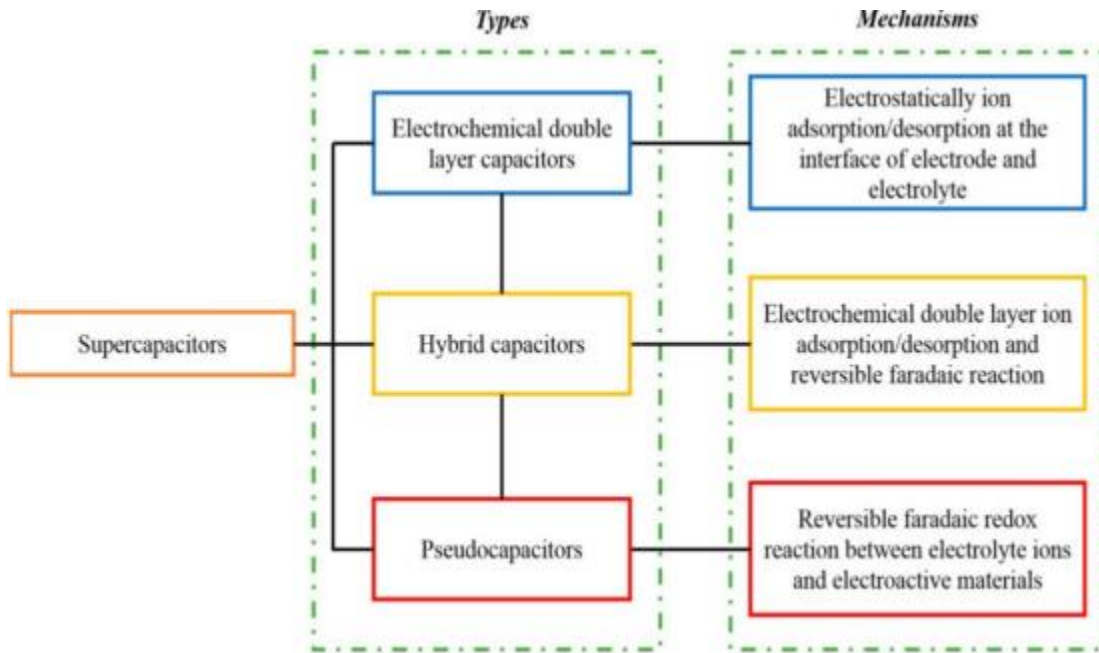 Types
Mechanisms
Electrochemical double
layer capacitors
Electrostatically ion
adsorption/desorption at the
interface of electrode and
electrolyte
Supercapacitors
Hybrid capacitors
Electrochemical double layer ion
adsorption/desorption and
reversible faradaic reaction
Pseudocapacitors
Reversible faradaic redox
reaction between electrolyte ions
and electroactive materials